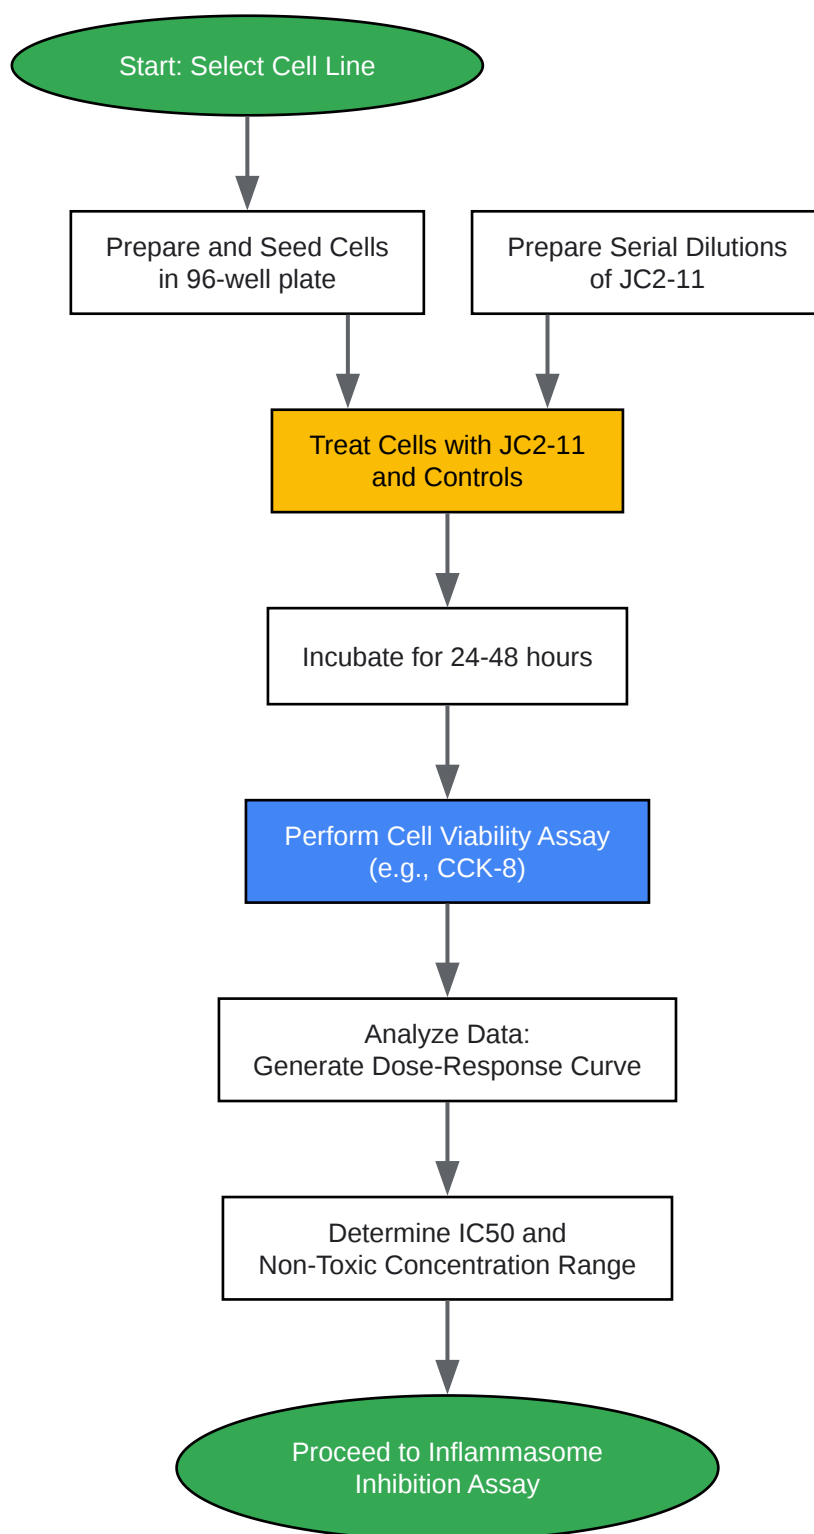 Start: Select Cell Line
Prepare and Seed Cells
in 96-well plate
Prepare Serial Dilutions
of JC2-11
Treat Cells with JC2-11
and Controls
Incubate for 24-48 hours
Perform Cell Viability Assay
(e.g., CCK-8)
Analyze Data:
Generate Dose-Response Curve
Determine IC50 and
Non-Toxic Concentration Range
Proceed to Inflammasome
Inhibition Assay